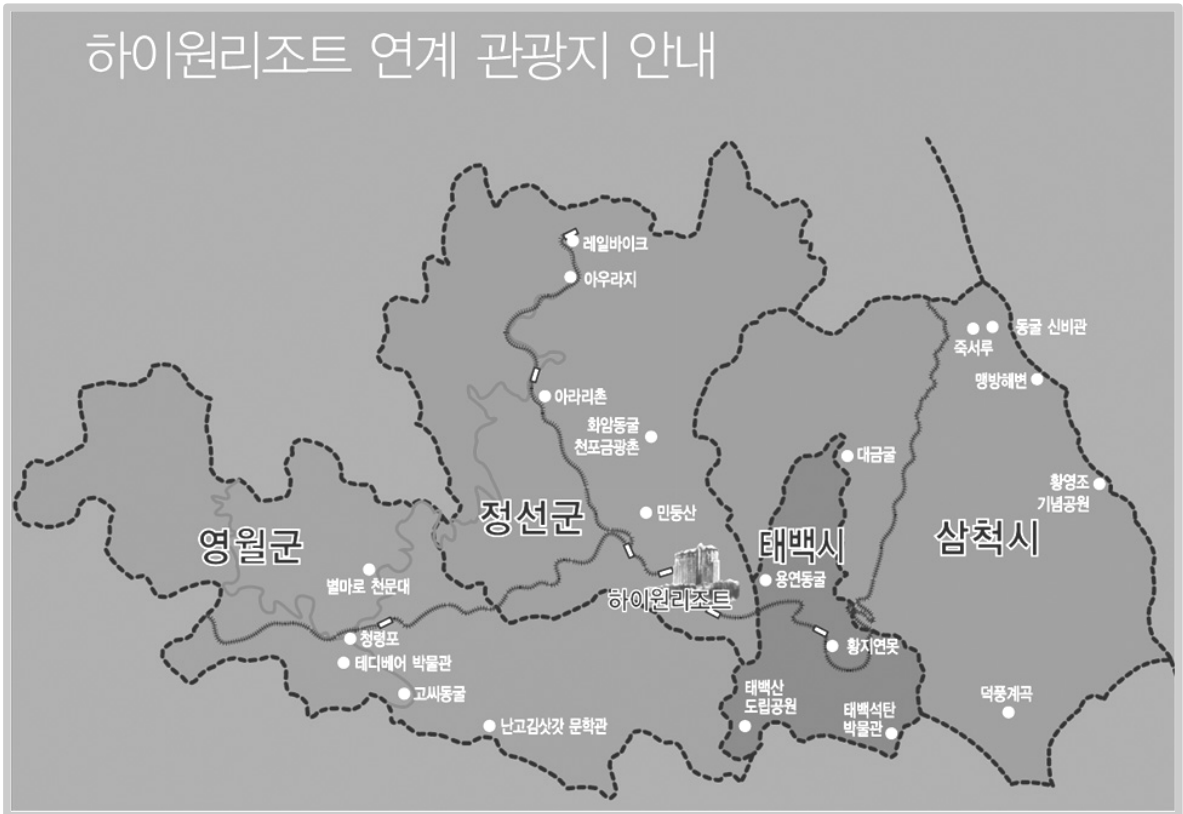 하이원리조트 연계 관광지 안내
레일바이크
아우라지
동굴 신비관
죽서루
맹방해변
아라리촌
화암동굴
천포금광촌
대금굴
황영조
기념공원
민둥산
정선군
영월군
태백시
삼척시
별마로 천문대
용연동굴
하이원리조트
청령포
황지연못
테디베어 박물관
고씨동굴
태백산
도립공원
덕풍계곡
태백석탄
박물관
난고김삿갓 문학관